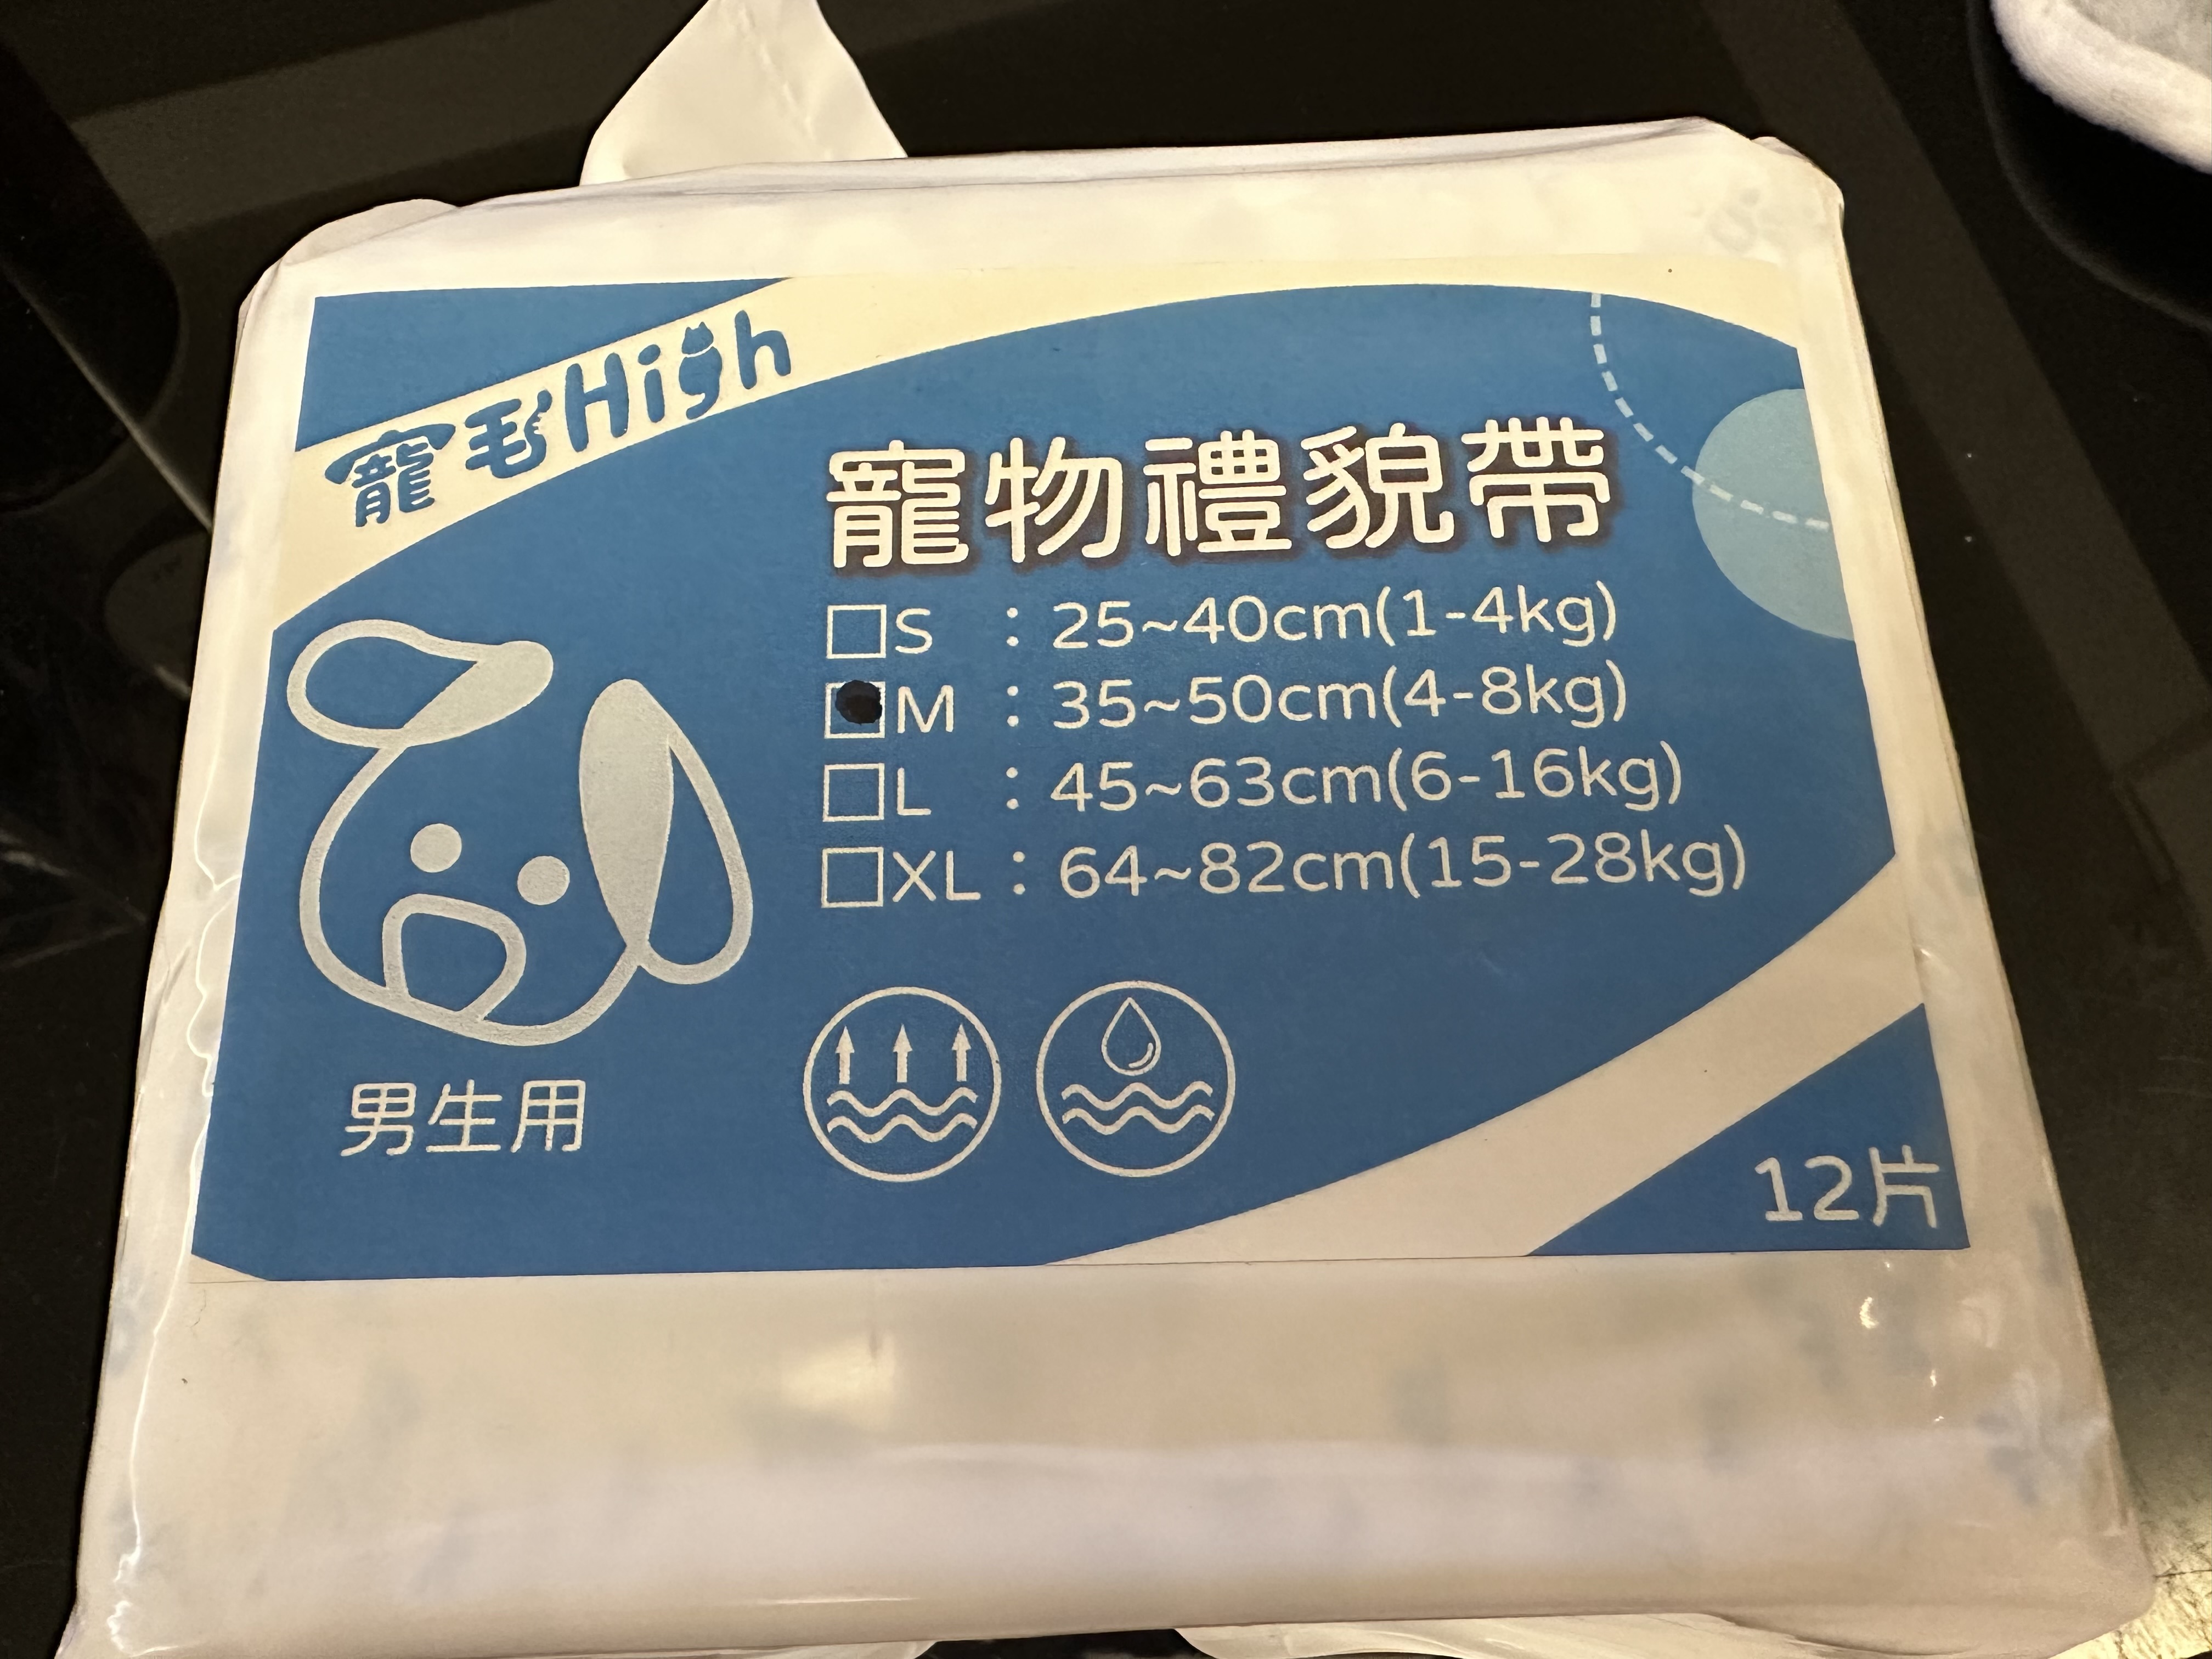 寵毛High
寵物禮貌帶
S : 25~40cm(1-4kg)
M : 35~50cm(4-8kg)
L : 45~63cm(6-16kg)
XL : 64~82cm(15-28kg)
男生用
12片